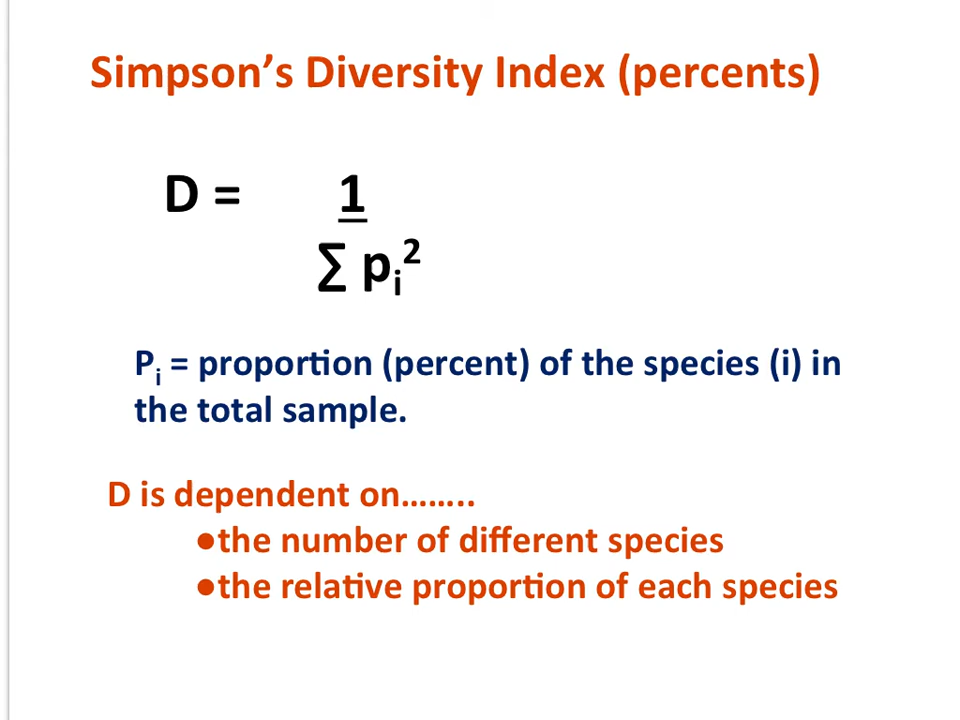 Simpson’s Diversity Index (percents)
D = 1
∑ pᵢ²
Pᵢ = proportion (percent) of the species (i) in
the total sample.
D is dependent on……..
●the number of different species
●the relative proportion of each species